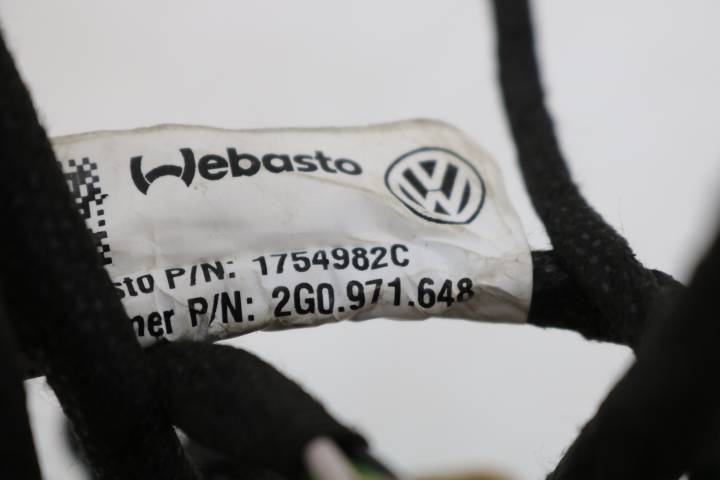 Webasto
sto P/N: 1754982C
mer P/N: 2G0.971.648